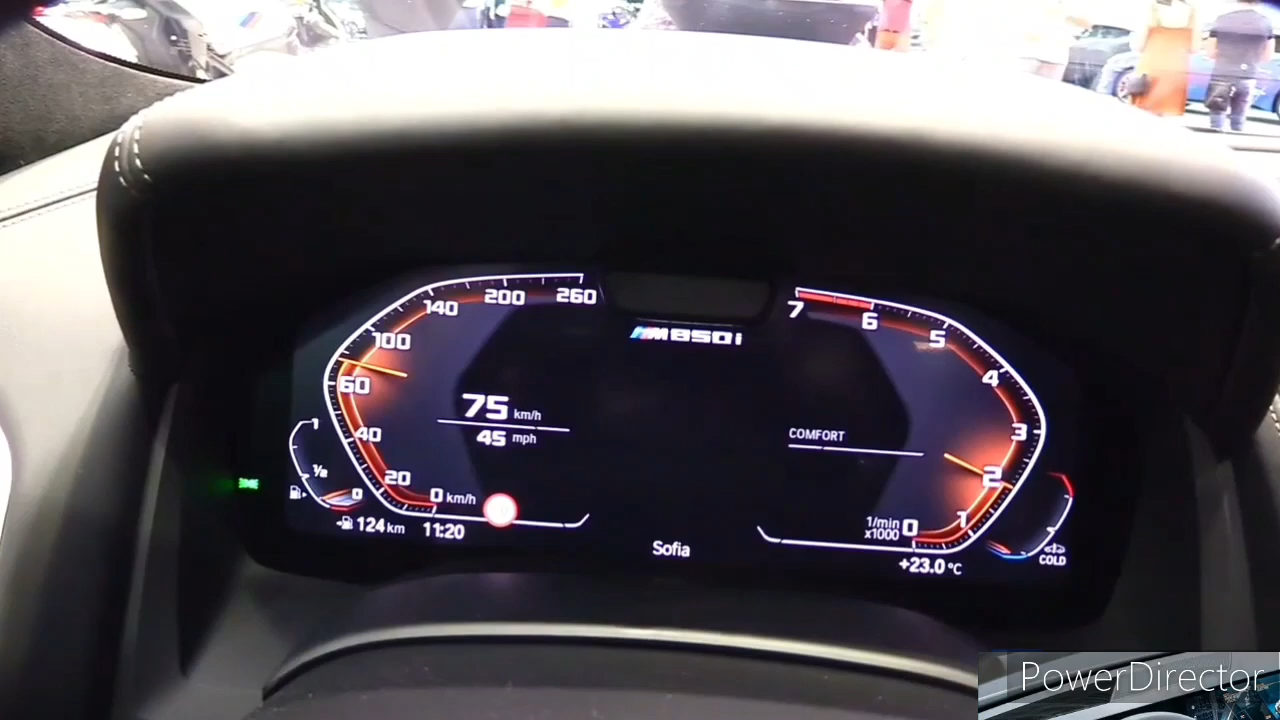 260
200
140
100
60
40
20
0 km/h
M850i
7
6
5
4
3
2
1
0
1/min
x1000
75 km/h
45 mph
COMFORT
1
1/2
0
124 km
11:20
Sofia
+23.0 °C
COLD
PowerDirector